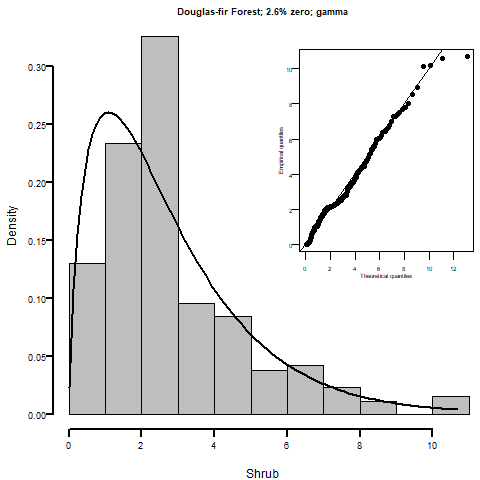 Douglas-fir Forest; 2.6% zero; gamma
Density
0.30
0.25
0.20
0.15
0.10
0.05
0.00
0 2 4 6 8 10
Shrub
Empirical quantiles
10
8
6
4
2
0
0 2 4 6 8 10 12
Theoretical quantiles